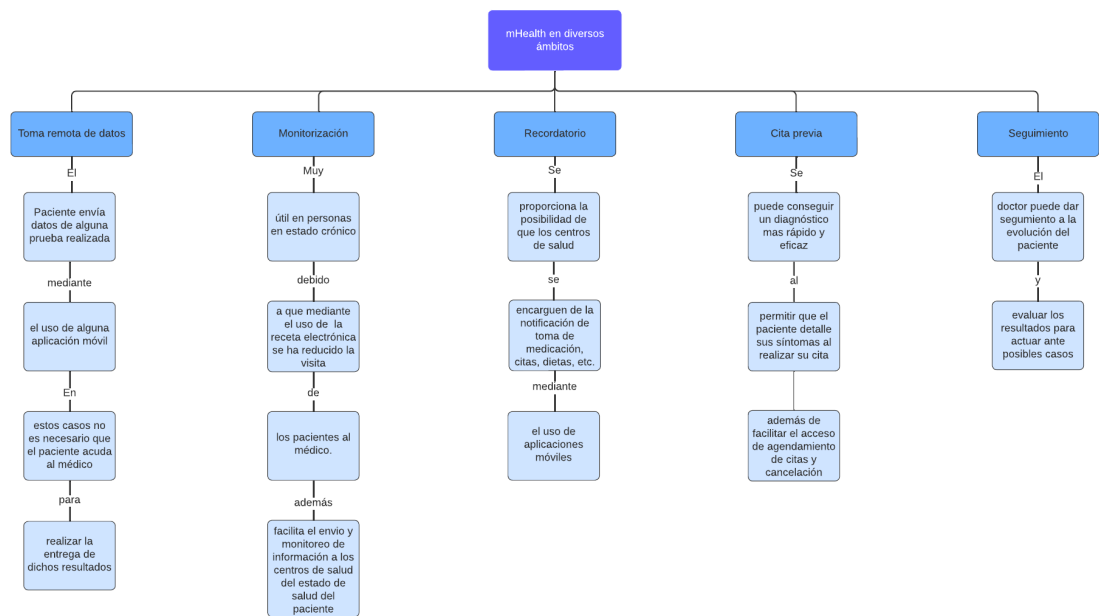 mHealth en diversos
ámbitos
Toma remota de datos
El
Paciente envía
datos de alguna
prueba realizada
mediante
el uso de alguna
aplicación móvil
En
estos casos no
es necesario que
el paciente acuda
al médico
para
realizar la
entrega de
dichos resultados
Monitorización
Muy
útil en personas
en estado crónico
debido
a que mediante
el uso de la
receta electrónica
se ha reducido la
visita
de
los pacientes al
médico.
además
facilita el envio y
monitoreo de
información a los
centros de salud
del estado de
salud del
paciente
Recordatorio
Se
proporciona la
posibilidad de
que los centros
de salud
se
encarguen de la
notificación de
toma de
medicación,
citas, dietas, etc.
mediante
el uso de
aplicaciones
móviles
Cita previa
Se
puede conseguir
un diagnóstico
mas rápido y
eficaz
al
permitir que el
paciente detalle
sus síntomas al
realizar su cita
además de
facilitar el acceso
de agendamiento
de citas y
cancelación
Seguimiento
El
doctor puede dar
segumiento a la
evolución del
paciente
y
evaluar los
resultados para
actuar ante
posibles casos